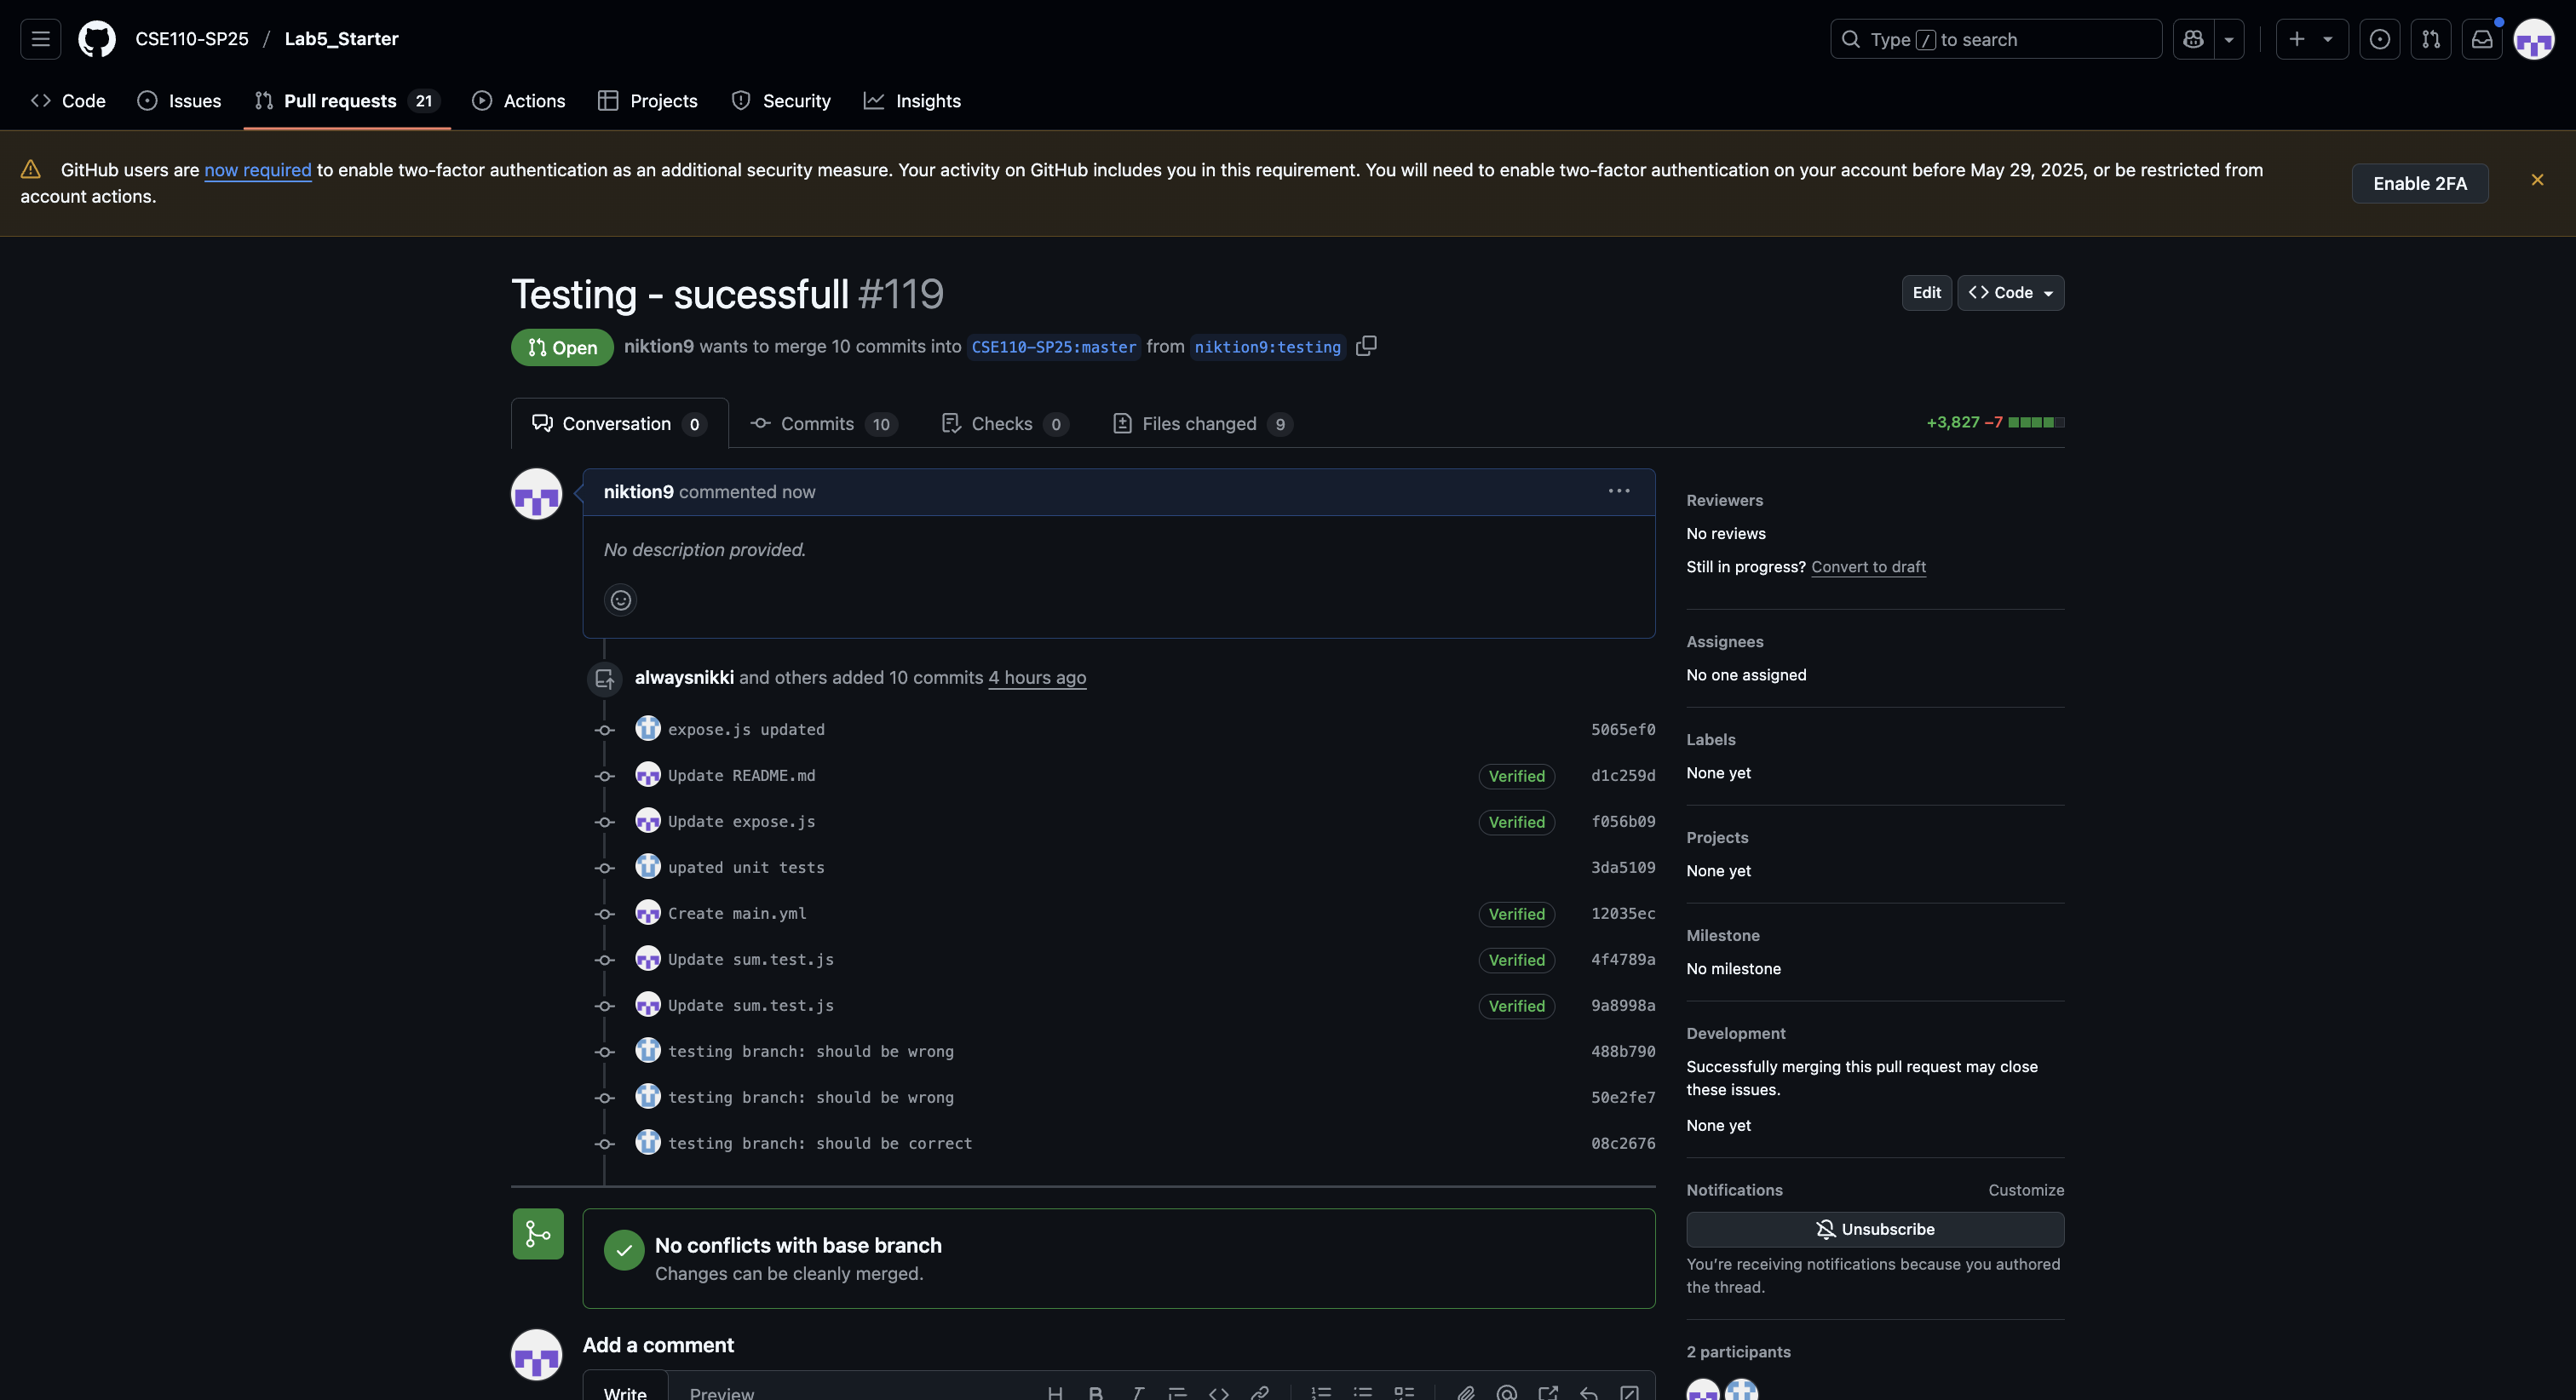 CSE110-SP25 / Lab5_Starter
Type / to search
Code
Issues
Pull requests 21
Actions
Projects
Security
Insights
GitHub users are now required to enable two-factor authentication as an additional security measure. Your activity on GitHub includes you in this requirement. You will need to enable two-factor authentication on your account before May 29, 2025, or be restricted from
account actions.
Enable 2FA
Testing - sucessfull #119
Edit
Code
Open
niktion9 wants to merge 10 commits into CSE110-SP25:master from niktion9:testing
Conversation 0
Commits 10
Checks 0
Files changed 9
+3,827 −7
niktion9 commented now
No description provided.
alwaysnikki and others added 10 commits 4 hours ago
expose.js updated 5065ef0
Update README.md Verified d1c259d
Update expose.js Verified f056b09
upated unit tests 3da5109
Create main.yml Verified 12035ec
Update sum.test.js Verified 4f4789a
Update sum.test.js Verified 9a8998a
testing branch: should be wrong 488b790
testing branch: should be wrong 50e2fe7
testing branch: should be correct 08c2676
No conflicts with base branch
Changes can be cleanly merged.
Add a comment
Write
Preview
Reviewers
No reviews
Still in progress? Convert to draft
Assignees
No one assigned
Labels
None yet
Projects
None yet
Milestone
No milestone
Development
Successfully merging this pull request may close
these issues.
None yet
Notifications
Customize
Unsubscribe
You're receiving notifications because you authored
the thread.
2 participants